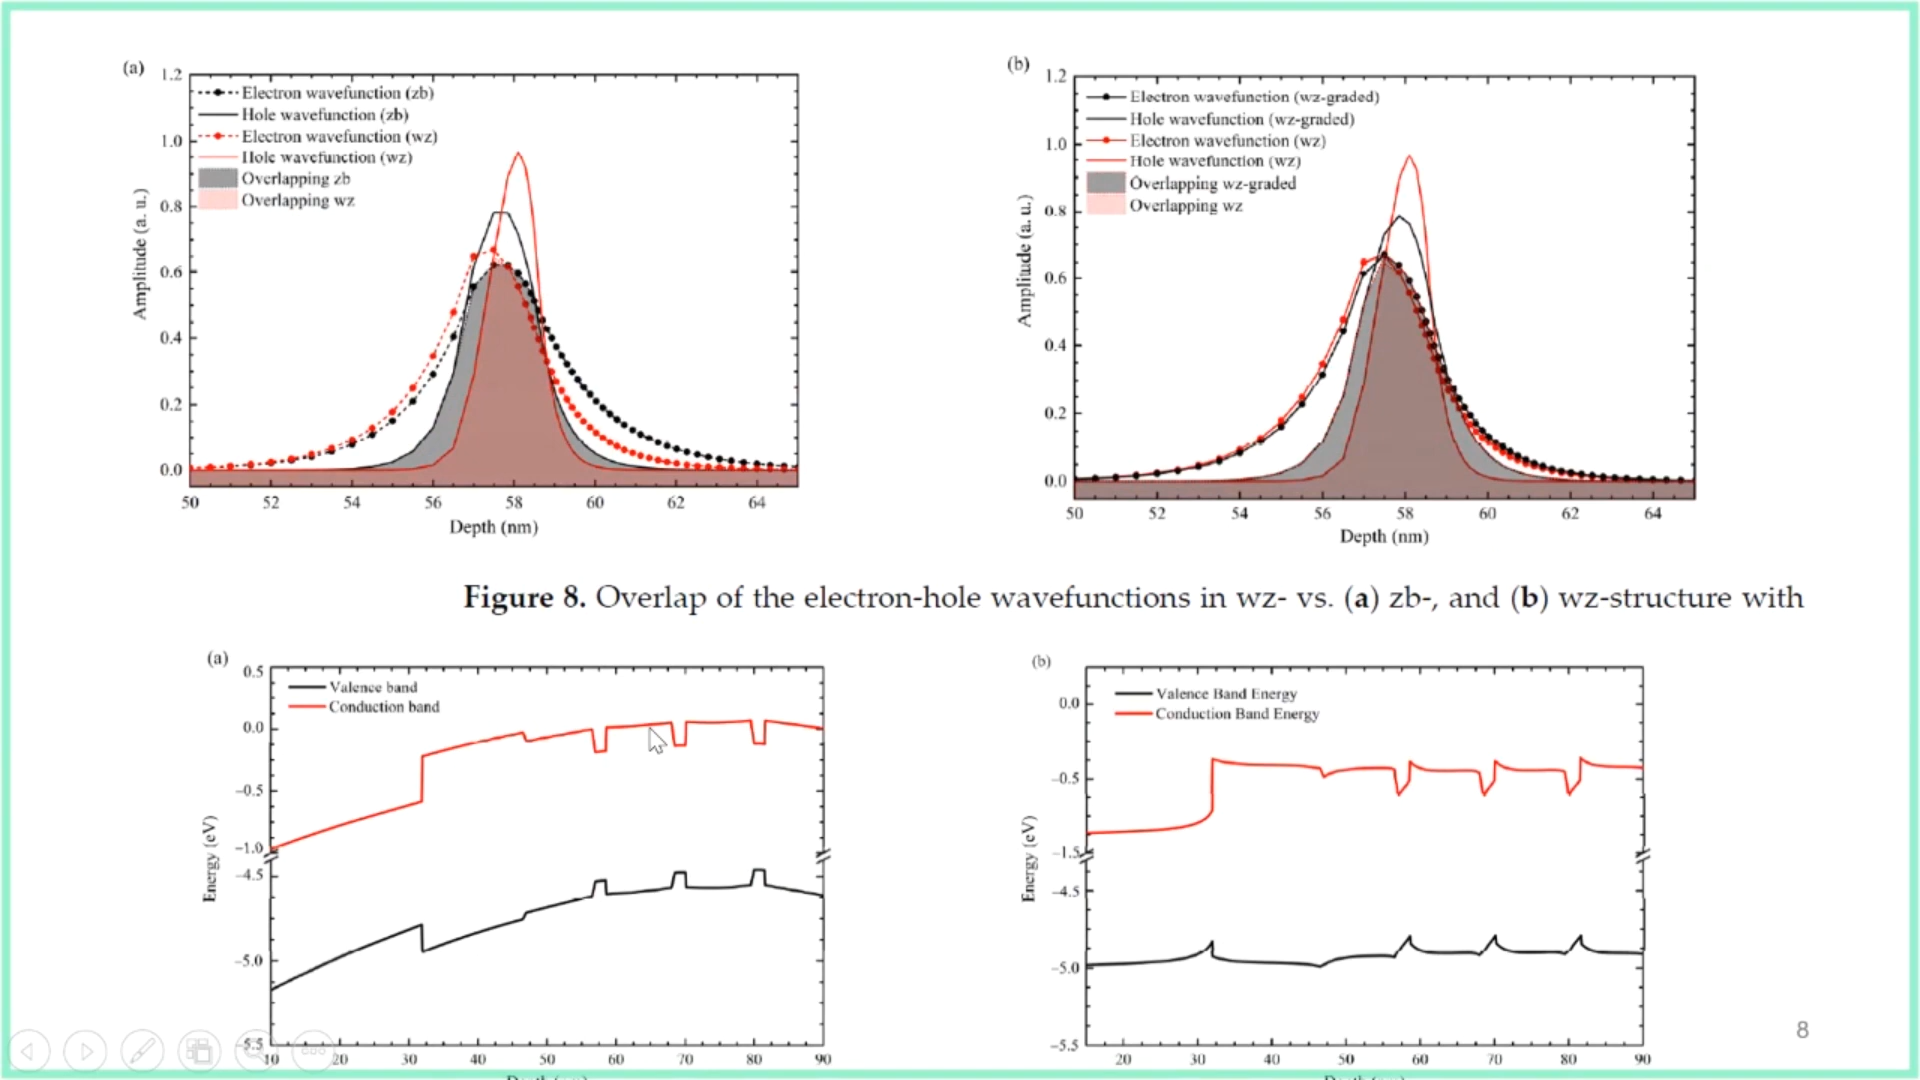 (a)
1.2
1.0
0.8
0.6
0.4
0.2
0.0
Amplitude (a. u.)
Electron wavefunction (zb)
Hole wavefunction (zb)
Electron wavefunction (wz)
Hole wavefunction (wz)
Overlapping zb
Overlapping wz
50 52 54 56 58 60 62 64
Depth (nm)
(b)
1.2
1.0
0.8
0.6
0.4
0.2
0.0
Amplitude (a. u.)
Electron wavefunction (wz-graded)
Hole wavefunction (wz-graded)
Electron wavefunction (wz)
Hole wavefunction (wz)
Overlapping wz-graded
Overlapping wz
50 52 54 56 58 60 62 64
Depth (nm)
Figure 8. Overlap of the electron-hole wavefunctions in wz- vs. (a) zb-, and (b) wz-structure with
(a)
0.5
0.0
−0.5
−1.0
−4.5
−5.0
−5.5
Energy (eV)
Valence band
Conduction band
10 20 30 40 50 60 70 80 90
Depth (nm)
(b)
0.0
−0.5
−1.5
−4.5
−5.0
−5.5
Energy (eV)
Valence Band Energy
Conduction Band Energy
20 30 40 50 60 70 80 90
Depth (nm)
8